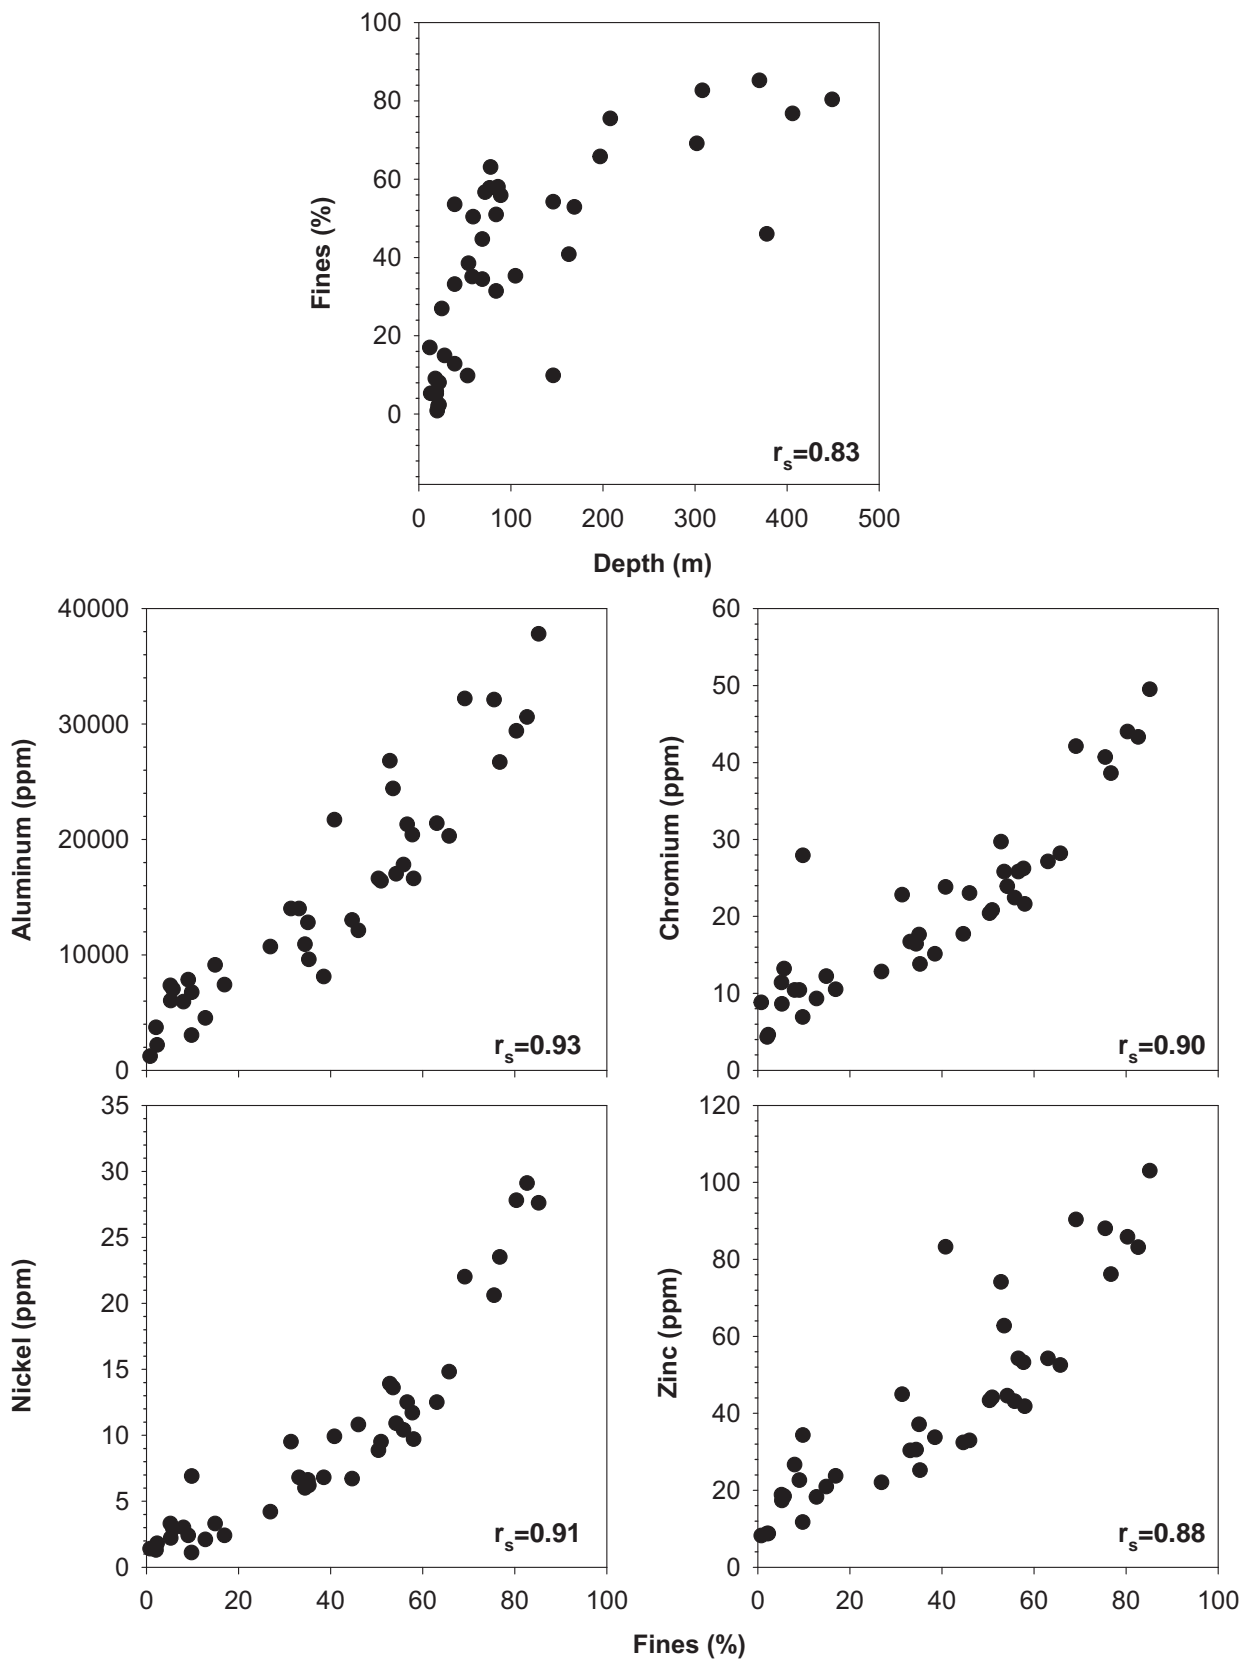 100
80
60
40
20
0
Fines (%)
r_s=0.83
0 100 200 300 400 500
Depth (m)
40000
30000
20000
10000
0
Aluminum (ppm)
r_s=0.93
60
50
40
30
20
10
0
Chromium (ppm)
r_s=0.90
35
30
25
20
15
10
5
0
Nickel (ppm)
r_s=0.91
0 20 40 60 80 100
120
100
80
60
40
20
0
Zinc (ppm)
r_s=0.88
0 20 40 60 80 100
Fines (%)